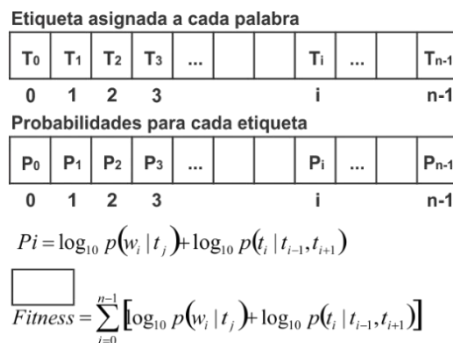 Etiqueta asignada a cada palabra
T₀ T₁ T₂ T₃ ... Tᵢ ... Tₙ₋₁
0 1 2 3 i n-1
Probabilidades para cada etiqueta
P₀ P₁ P₂ P₃ ... Pᵢ ... Pₙ₋₁
0 1 2 3 i n-1
Pi = log₁₀ p(wᵢ | tⱼ) + log₁₀ p(tᵢ | tᵢ₋₁, tᵢ₊₁)
Fitness = ∑ᵢ₌₀ⁿ⁻¹ [log₁₀ p(wᵢ | tⱼ) + log₁₀ p(tᵢ | tᵢ₋₁, tᵢ₊₁)]